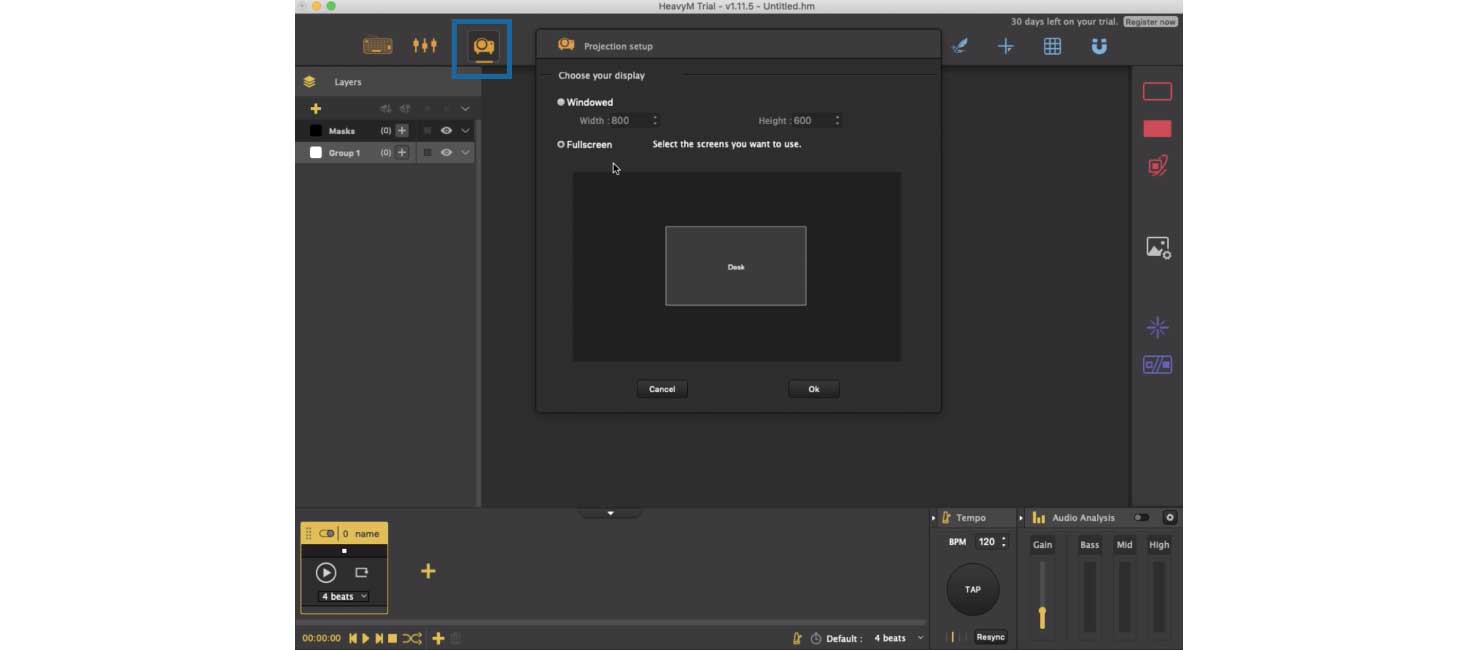 HeavyM Trial - v1.11.5 - Untitled.hm
30 days left on your trial. Register now
Projection setup
Choose your display
Layers
Windowed
Width : 800 Height : 600
Masks (0)
Fullscreen Select the screens you want to use.
Group 1 (0)
Desk
Cancel Ok
Tempo Audio Analysis
0 name
BPM 120 Gain Bass Mid High
TAP
4 beats
00:00:00 Default : 4 beats Resync